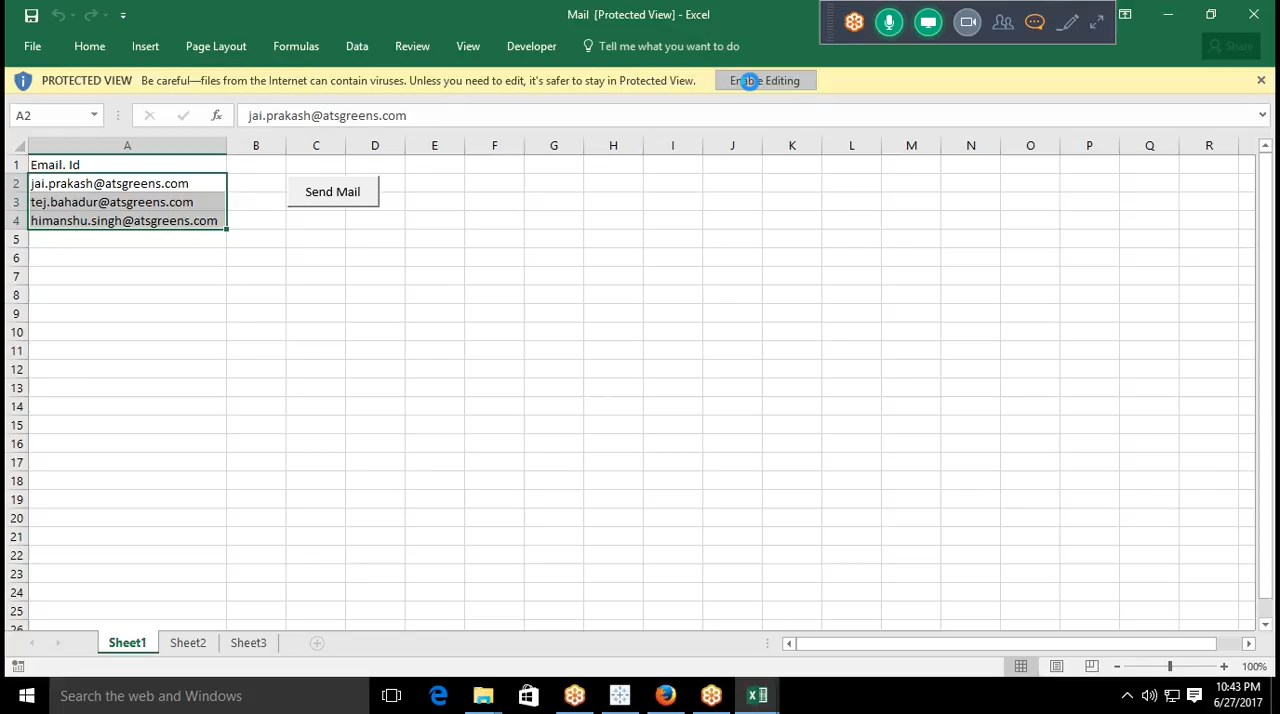 Mail [Protected View] - Excel
File Home Insert Page Layout Formulas Data Review View Developer Tell me what you want to do Share
PROTECTED VIEW Be careful—files from the Internet can contain viruses. Unless you need to edit, it's safer to stay in Protected View. Enable Editing
A2 fx jai.prakash@atsgreens.com
A B C D E F G H I J K L M N O P Q R
1 Email. Id
2 jai.prakash@atsgreens.com
Send Mail
3 tej.bahadur@atsgreens.com
4 himanshu.singh@atsgreens.com
5
6
7
8
9
10
11
12
13
14
15
16
17
18
19
20
21
22
23
24
25
26
Sheet1 Sheet2 Sheet3
100%
Search the web and Windows
10:43 PM
6/27/2017